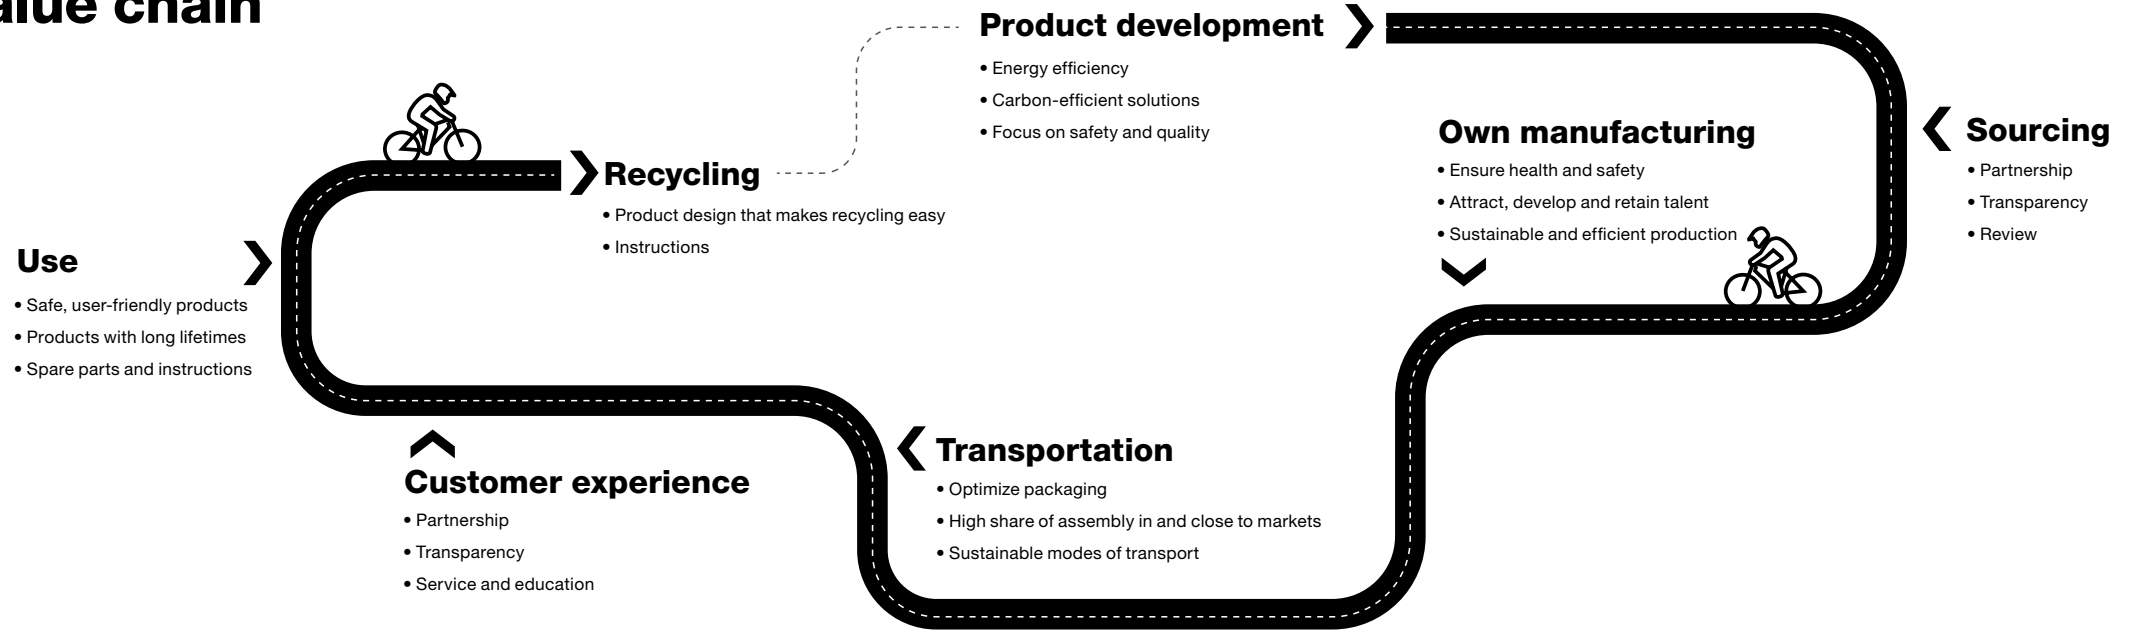 chain
Product development
• Energy efficiency
• Carbon-efficient solutions
• Focus on safety and quality
Sourcing
• Partnership
• Transparency
• Review
Own manufacturing
• Ensure health and safety
• Attract, develop and retain talent
• Sustainable and efficient production
Transportation
• Optimize packaging
• High share of assembly in and close to markets
• Sustainable modes of transport
Customer experience
• Partnership
• Transparency
• Service and education
Use
• Safe, user-friendly products
• Products with long lifetimes
• Spare parts and instructions
Recycling
• Product design that makes recycling easy
• Instructions